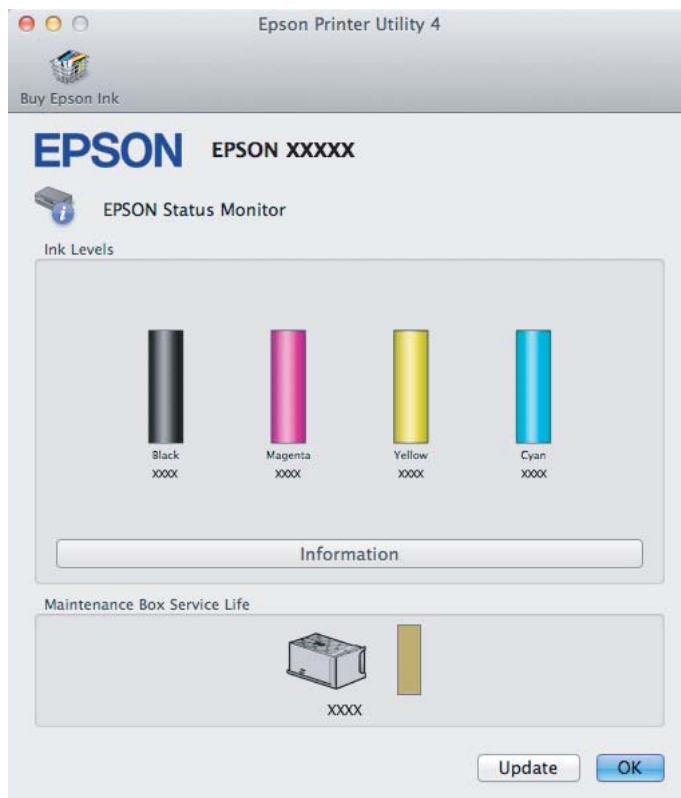 Epson Printer Utility 4
Buy Epson Ink
EPSON EPSON XXXXX
EPSON Status Monitor
Ink Levels
Black Magenta Yellow Cyan
XXXX XXXX XXXX XXXX
Information
Maintenance Box Service Life
XXXX
Update OK